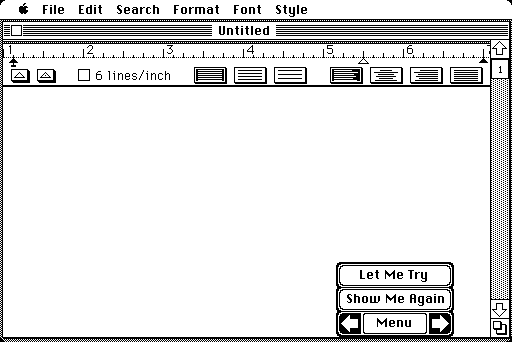 File Edit Search Format Font Style
Untitled
1 2 3 4 5 6 7
6 lines/inch
1
Let Me Try
Show Me Again
Menu